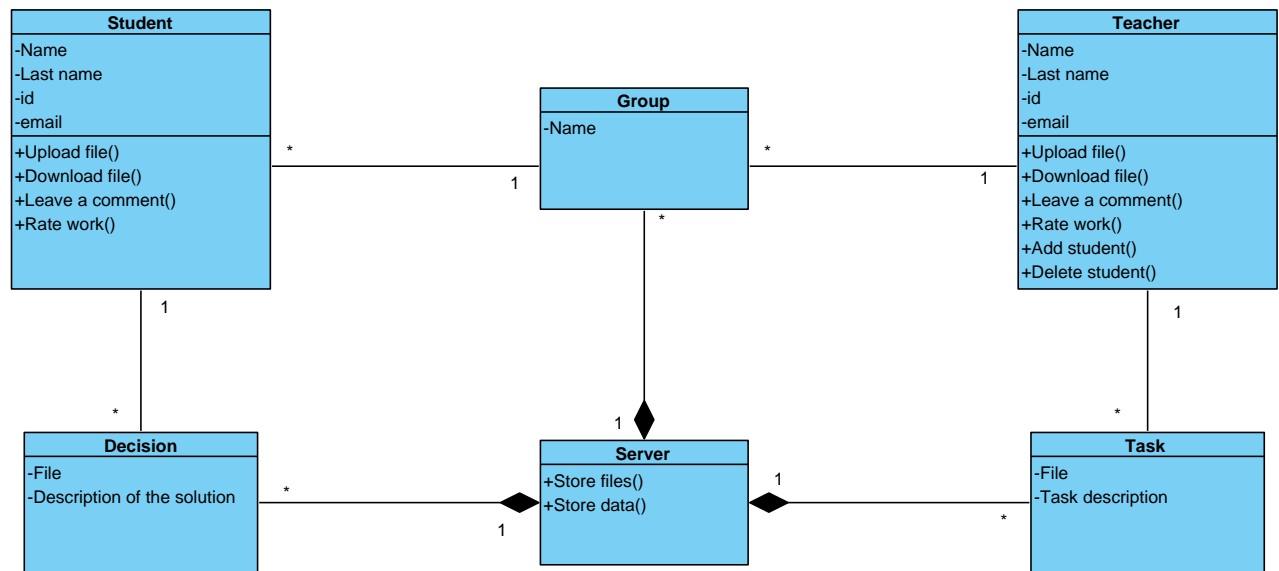 Student
-Name
-Last name
-id
-email
+Upload file()
+Download file()
+Leave a comment()
+Rate work()
Group
-Name
Teacher
-Name
-Last name
-id
-email
+Upload file()
+Download file()
+Leave a comment()
+Rate work()
+Add student()
+Delete student()
*
1
*
1
*
1
1
1
*
*
Decision
-File
-Description of the solution
Server
+Store files()
+Store data()
Task
-File
-Task description
*
1
1
*